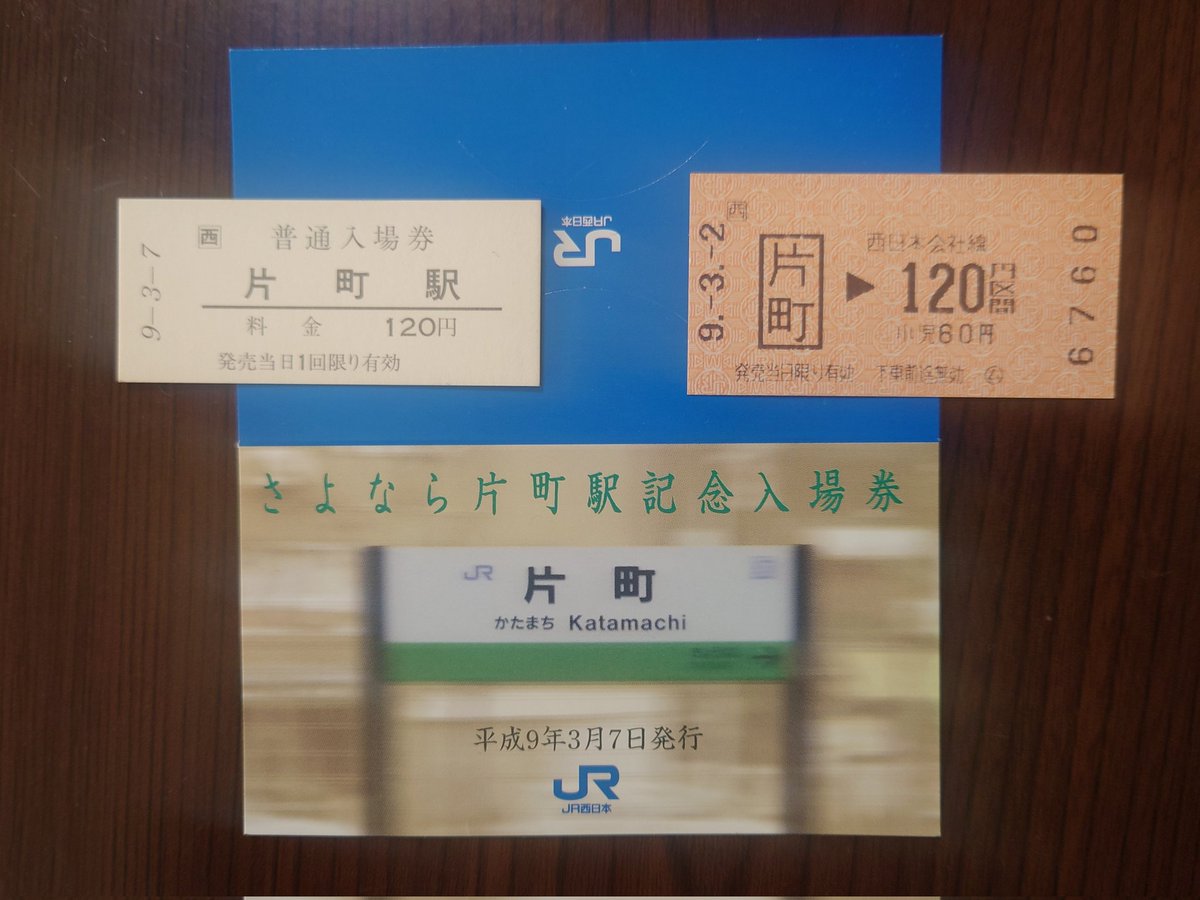 JR
JR西日本
9-3-7
西
普通入場券
片町駅
料金 120円
発売当日1回限り有効
9.-3.-2
西
片町
西日本会社線
▶120円区間
小児60円
発売当日限り有効 下車前途無効
6760
さよなら片町駅記念入場券
JR
片町
かたまち Katamachi
平成9年3月7日発行
JR
JR西日本